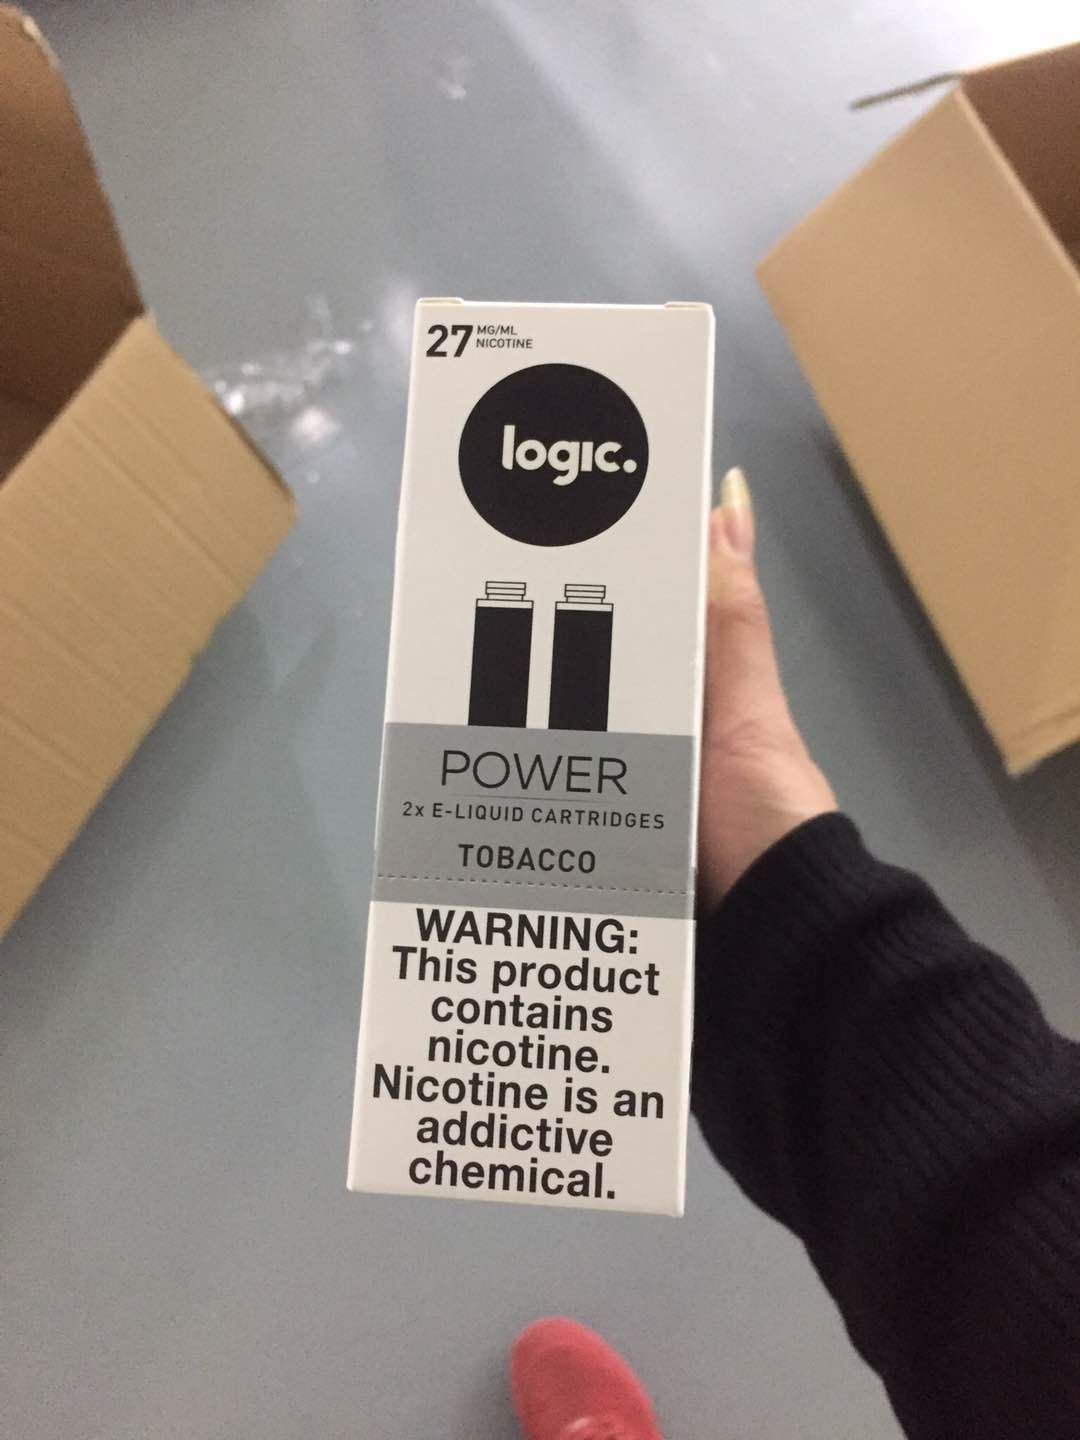 27 MG/ML
NICOTINE
logic.
POWER
2x E-LIQUID CARTRIDGES
TOBACCO
WARNING:
This product
contains
nicotine.
Nicotine is an
addictive
chemical.